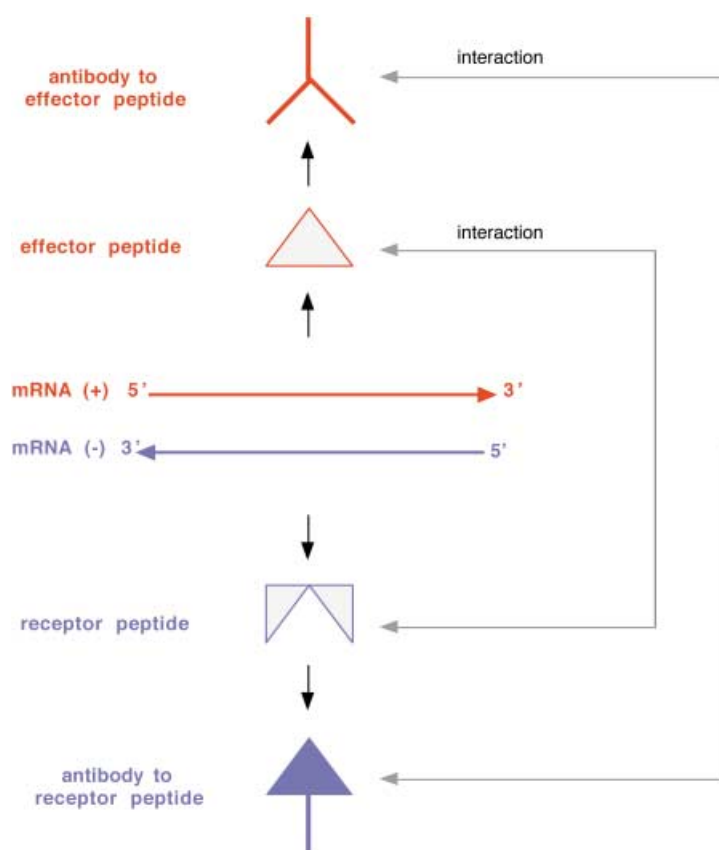 interaction
antibody to
effector peptide
effector peptide
interaction
mRNA (+) 5’ 3’
mRNA (-) 3’ 5’
receptor peptide
antibody to
receptor peptide